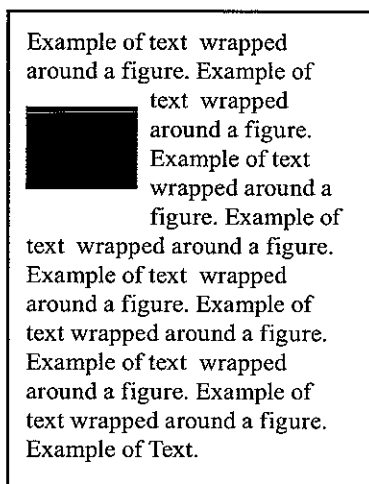 Example of text wrapped
around a figure. Example of
text wrapped
around a figure.
Example of text
wrapped around a
figure. Example of
text wrapped around a figure.
Example of text wrapped
around a figure. Example of
text wrapped around a figure.
Example of text wrapped
around a figure. Example of
text wrapped around a figure.
Example of Text.